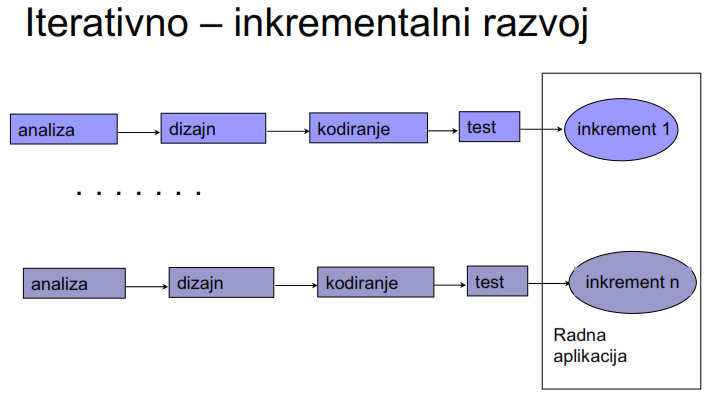 Iterativno – inkrementalni razvoj
analiza
dizajn
kodiranje
test
inkrement 1
. . . . . . .
analiza
dizajn
kodiranje
test
inkrement n
Radna
aplikacija